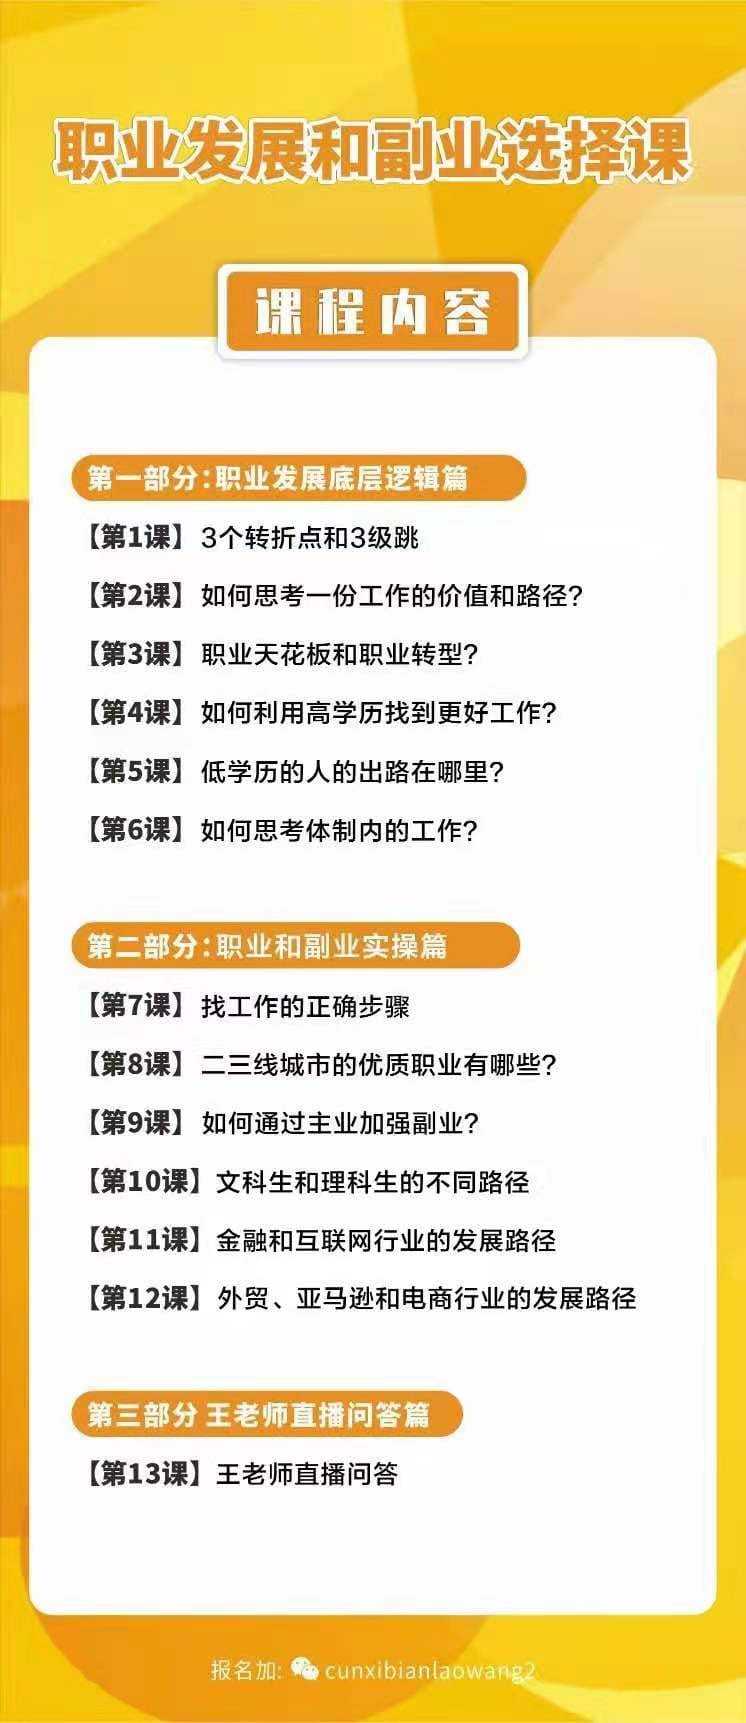 职业发展和副业选择课
课程内容
第一部分：职业发展底层逻辑篇
【第1课】3个转折点和3级跳
【第2课】如何思考一份工作的价值和路径？
【第3课】职业天花板和职业转型？
【第4课】如何利用高学历找到更好工作？
【第5课】低学历的人的出路在哪里？
【第6课】如何思考体制内的工作？
第二部分：职业和副业实操篇
【第7课】找工作的正确步骤
【第8课】二三线城市的优质职业有哪些？
【第9课】如何通过主业加强副业？
【第10课】文科生和理科生的不同路径
【第11课】金融和互联网行业的发展路径
【第12课】外贸、亚马逊和电商行业的发展路径
第三部分 王老师直播问答篇
【第13课】王老师直播问答
报名加: cunxibianlaowang2